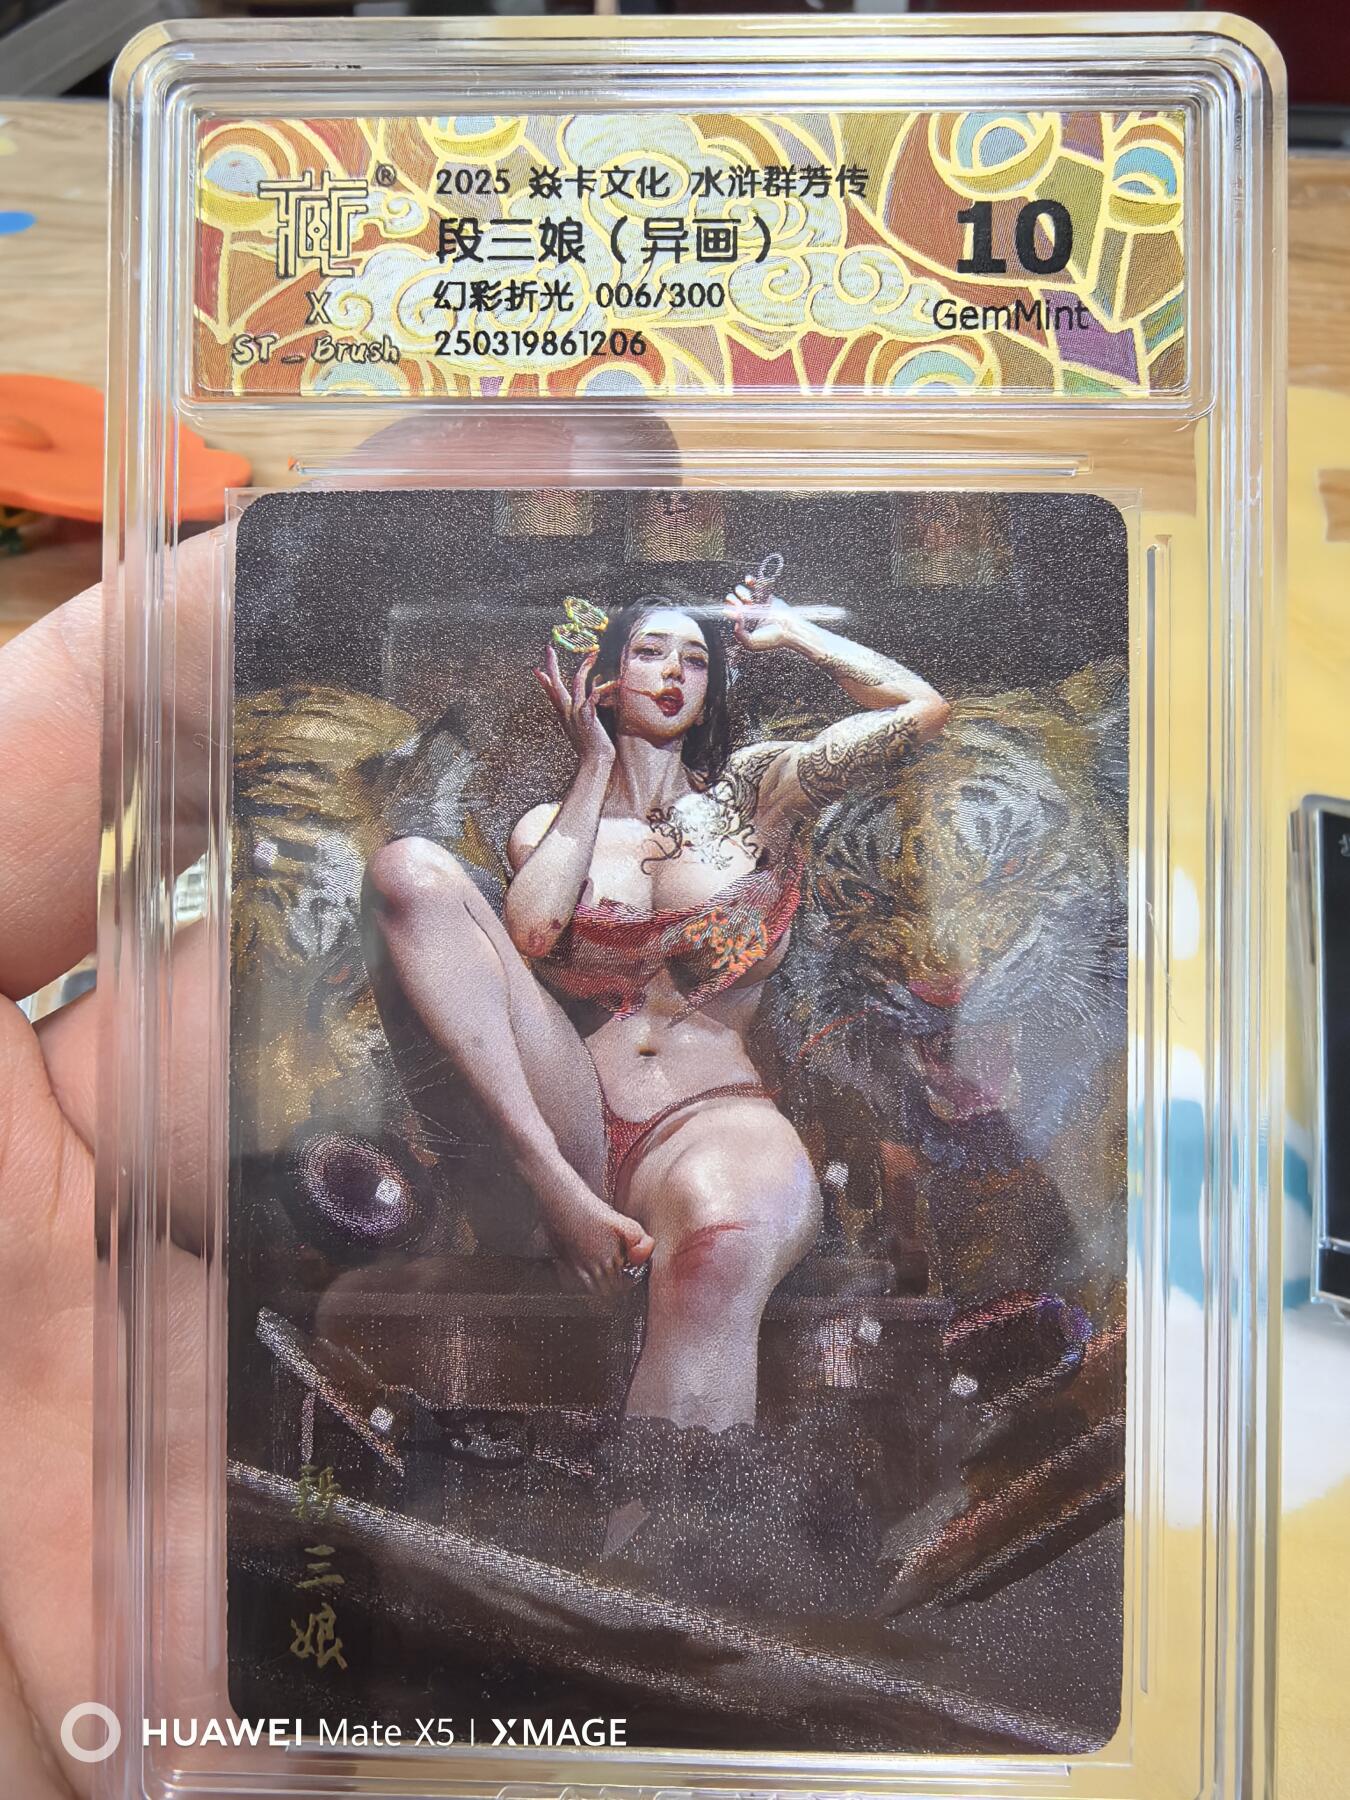 2025 焱卡文化 水浒群芳传
段三娘（异画）
幻彩折光 006/300
250319861206
®
X
ST_Brush
10
GemMint
段三娘
HUAWEI Mate X5 | XMAGE